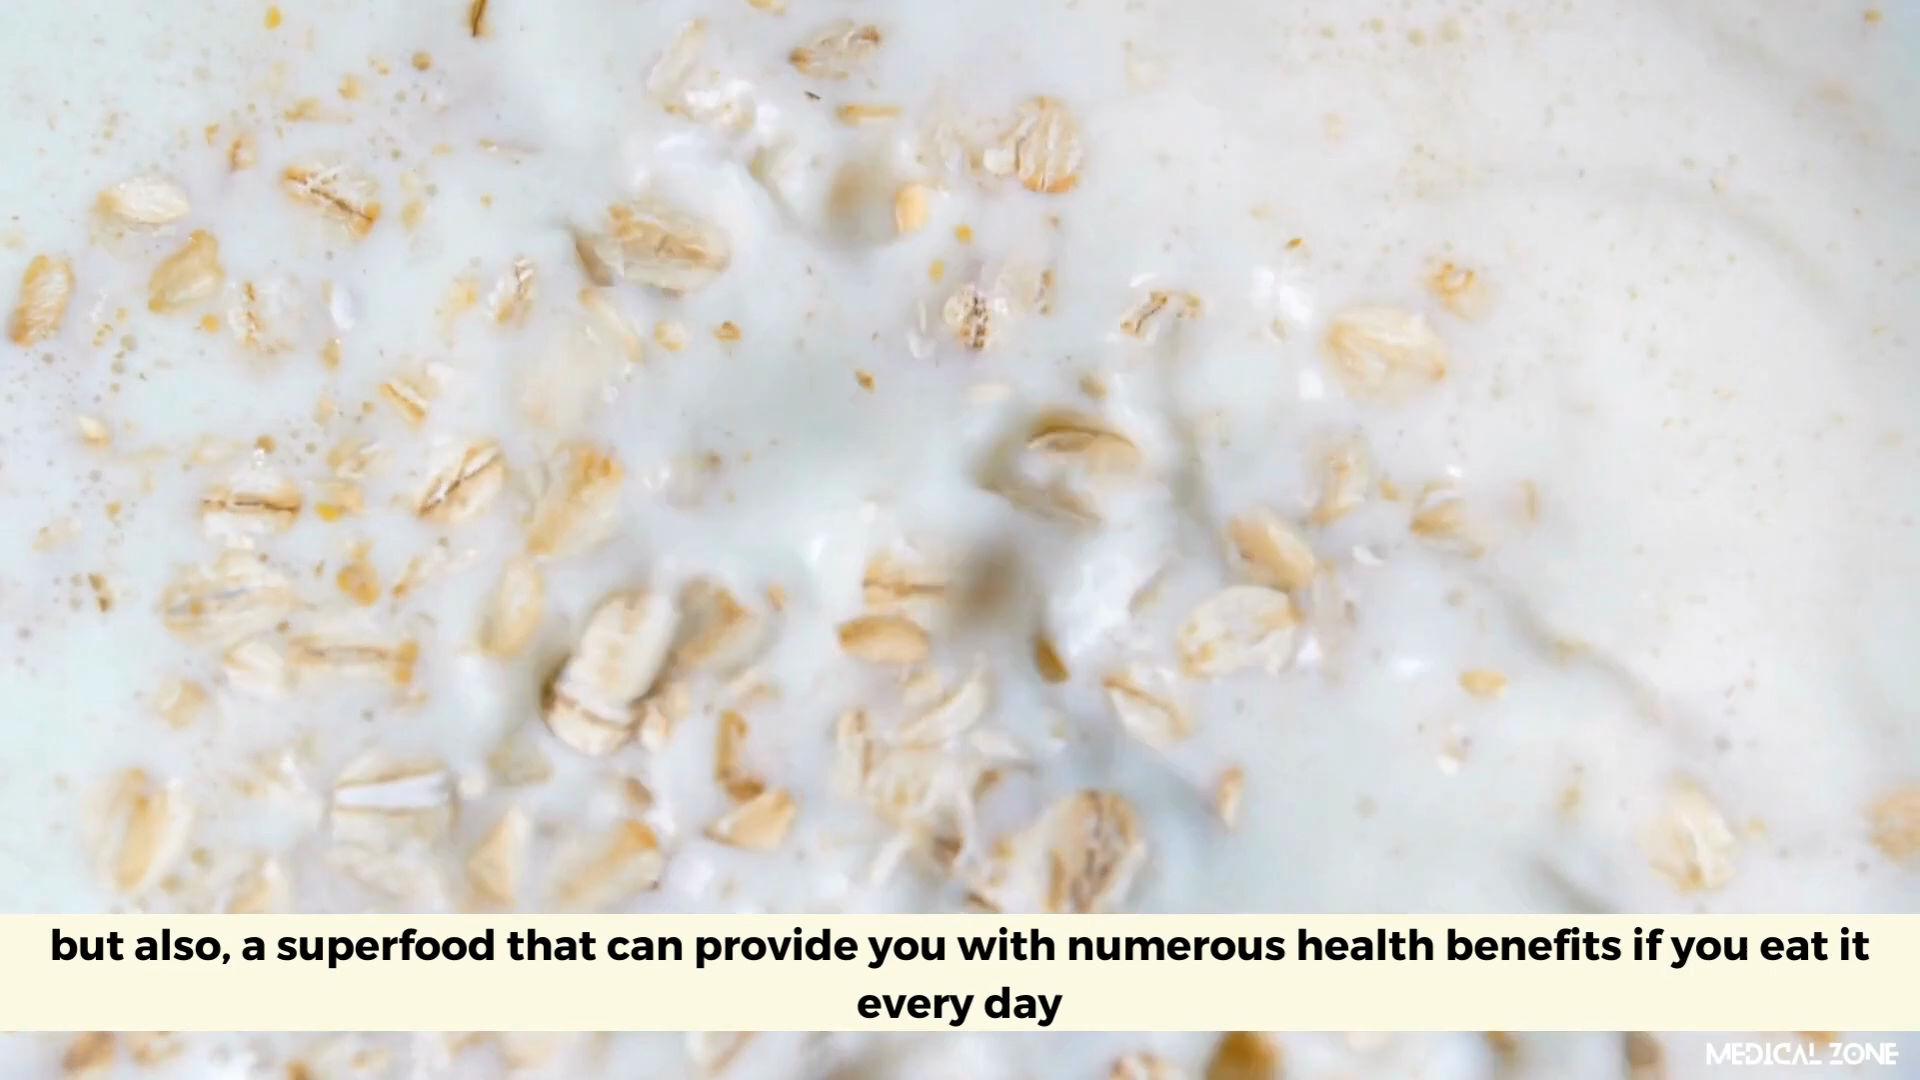 but also, a superfood that can provide you with numerous health benefits if you eat it
every day
MEDICAL ZONE